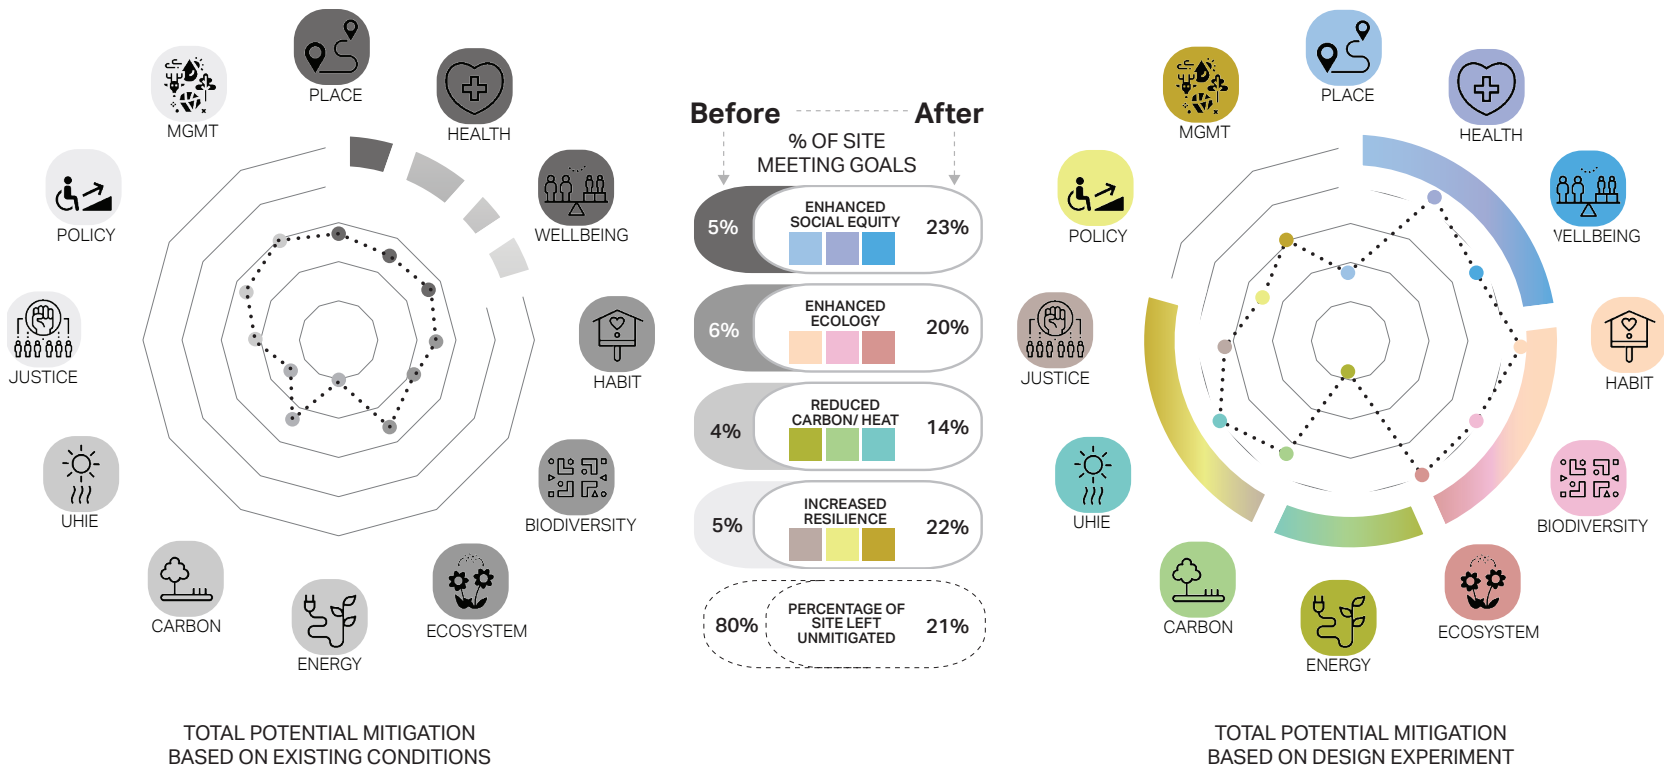 PLACE
MGMT
HEALTH
POLICY
WELLBEING
JUSTICE
HABIT
UHIE
BIODIVERSITY
CARBON
ECOSYSTEM
ENERGY
TOTAL POTENTIAL MITIGATION
BASED ON EXISTING CONDITIONS
Before
After
% OF SITE
MEETING GOALS
5%
ENHANCED
SOCIAL EQUITY
23%
6%
ENHANCED
ECOLOGY
20%
4%
REDUCED
CARBON/ HEAT
14%
5%
INCREASED
RESILIENCE
22%
80%
PERCENTAGE OF
SITE LEFT
UNMITIGATED
21%
PLACE
MGMT
HEALTH
POLICY
WELLBEING
JUSTICE
HABIT
UHIE
BIODIVERSITY
CARBON
ECOSYSTEM
ENERGY
TOTAL POTENTIAL MITIGATION
BASED ON DESIGN EXPERIMENT